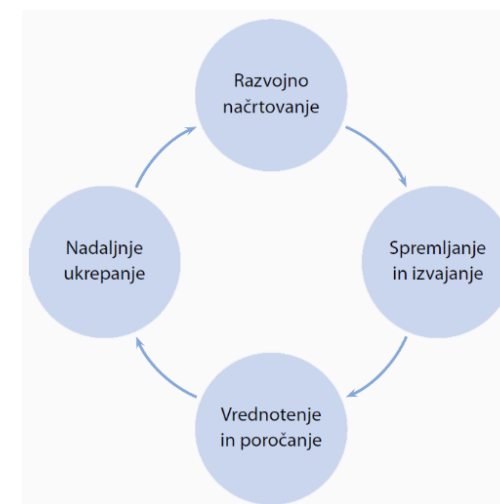 Razvojno
načrtovanje
Spremljanje
in izvajanje
Vrednotenje
in poročanje
Nadaljnje
ukrepanje